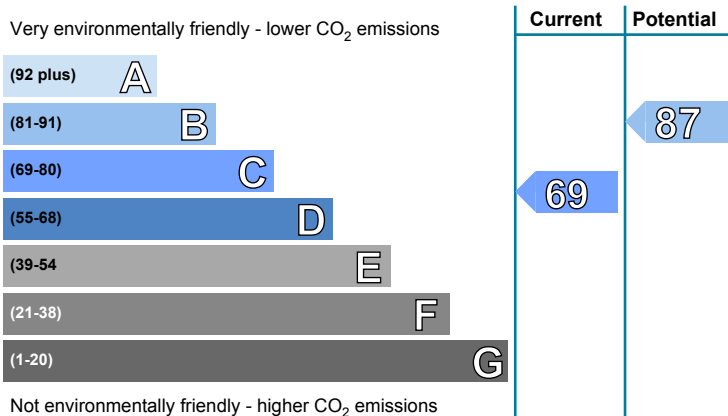 Very environmentally friendly - lower CO2 emissions
Current
Potential
(92 plus) A
(81-91) B
87
(69-80) C
69
(55-68) D
(39-54 E
(21-38) F
(1-20) G
Not environmentally friendly - higher CO2 emissions